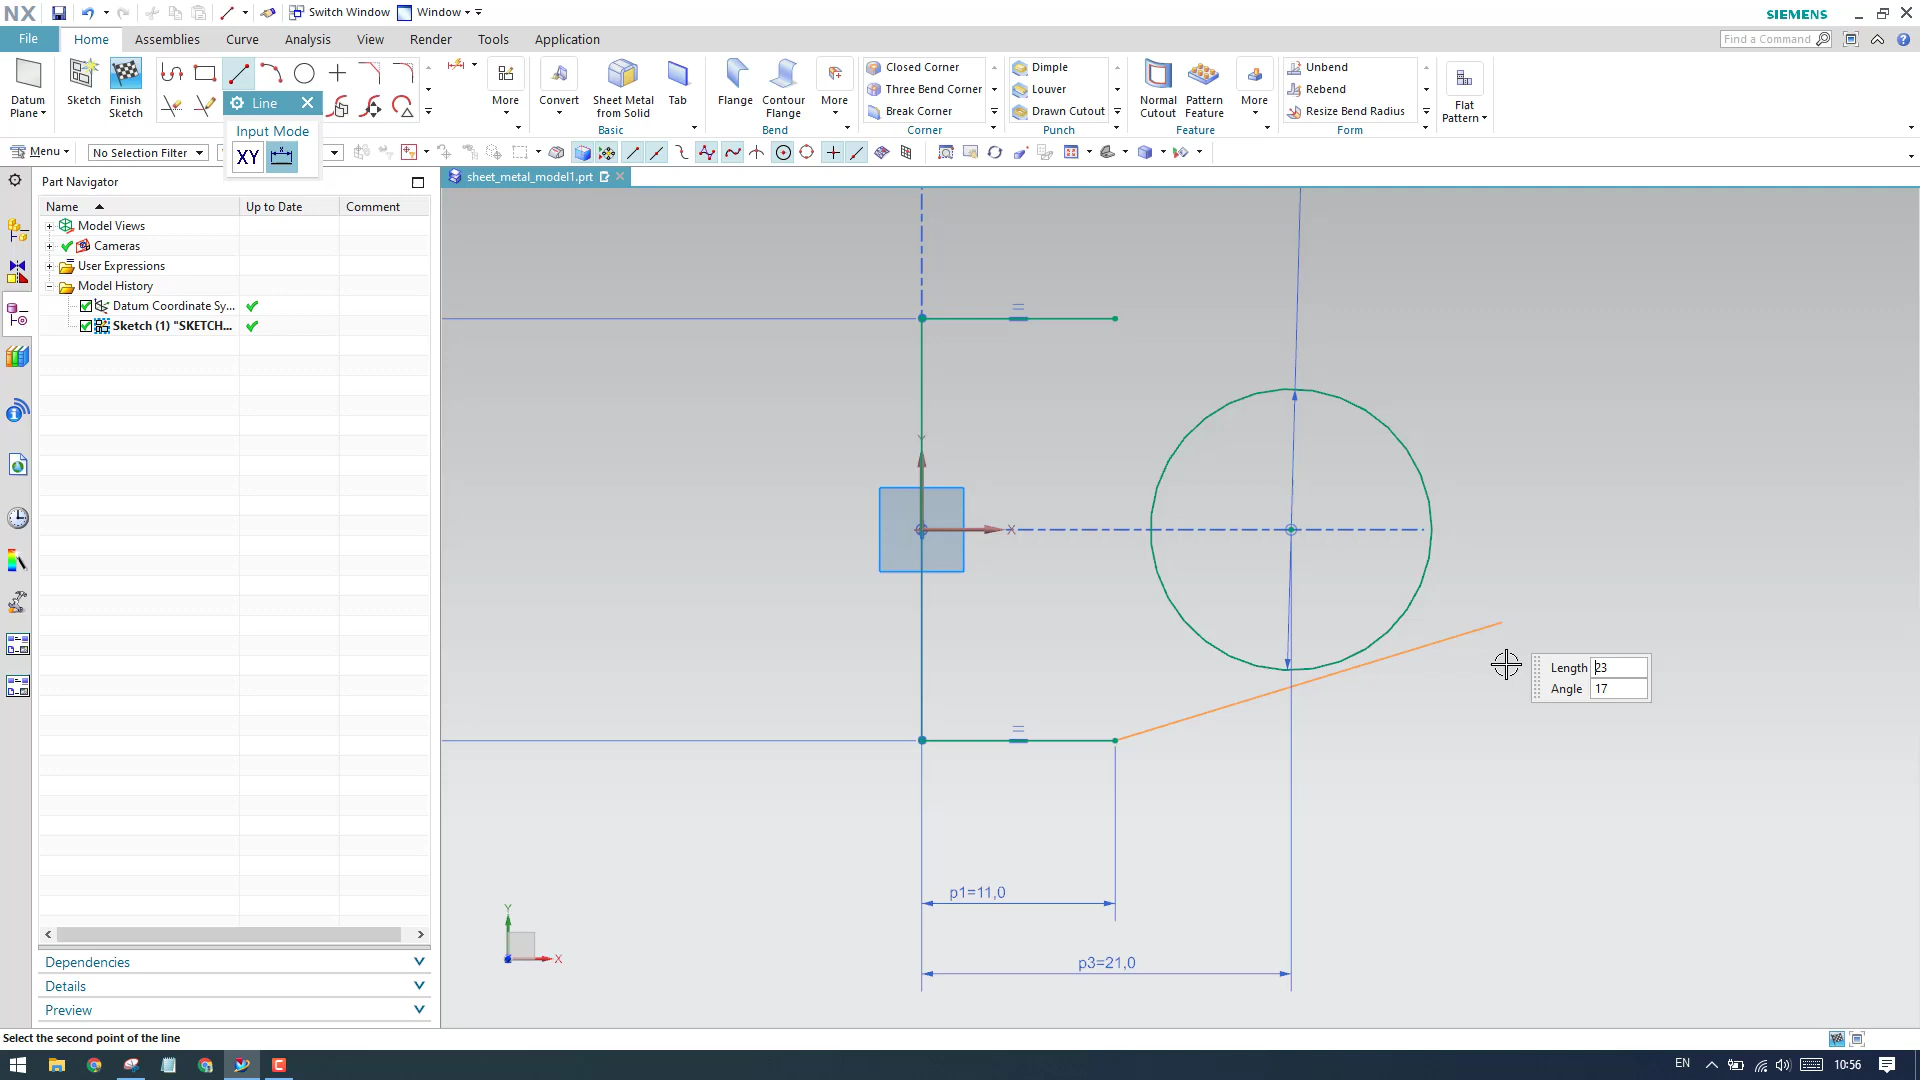 NX
Switch Window
Window
SIEMENS
File
Home
Assemblies
Curve
Analysis
View
Render
Tools
Application
Find a Command
Datum Plane
Sketch
Finish Sketch
Line
Input Mode
XY
More
Convert
Sheet Metal from Solid
Tab
Basic
Flange
Contour Flange
More
Bend
Closed Corner
Three Bend Corner
Break Corner
Corner
Dimple
Louver
Drawn Cutout
Punch
Normal Cutout
Pattern Feature
More
Feature
Unbend
Rebend
Resize Bend Radius
Form
Flat Pattern
Menu
No Selection Filter
Part Navigator
sheet_metal_model1.prt
Name
Up to Date
Comment
Model Views
Cameras
User Expressions
Model History
Datum Coordinate Sy...
Sketch (1) "SKETCH...
Y
X
Length 23
Angle 17
p1=11,0
p3=21,0
Y
X
Dependencies
Details
Preview
Select the second point of the line
EN
10:56